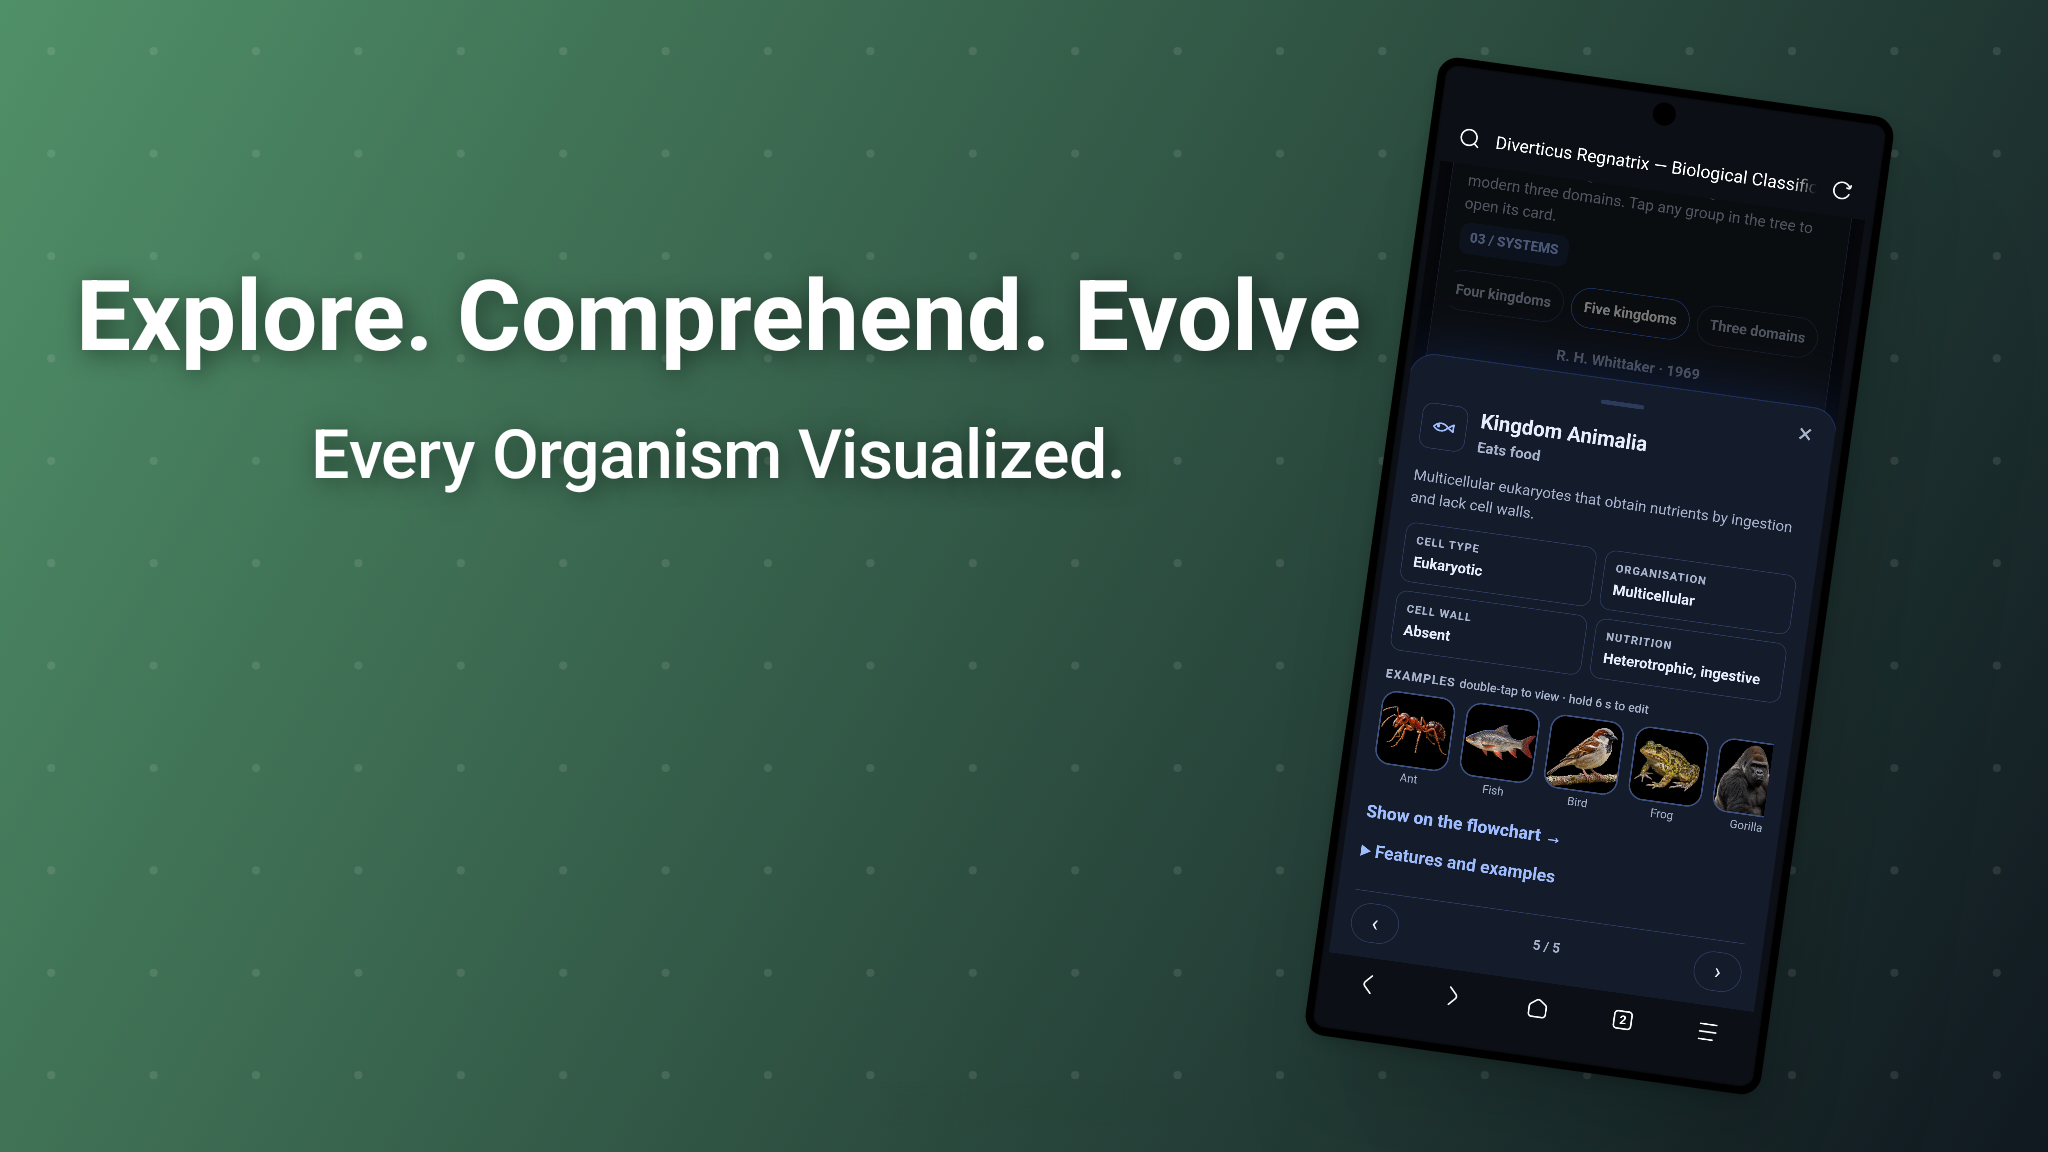 Explore. Comprehend. Evolve
Every Organism Visualized.
Diverticus Regnatrix — Biological Classific
modern three domains. Tap any group in the tree to
open its card.
03 / SYSTEMS
Four kingdoms
Five kingdoms
Three domains
R. H. Whittaker · 1969
Kingdom Animalia
Eats food
Multicellular eukaryotes that obtain nutrients by ingestion
and lack cell walls.
CELL TYPE
Eukaryotic
ORGANISATION
Multicellular
CELL WALL
Absent
NUTRITION
Heterotrophic, ingestive
EXAMPLES double-tap to view · hold 6 s to edit
Ant
Fish
Bird
Frog
Gorilla
Show on the flowchart →
▶ Features and examples
5 / 5
2